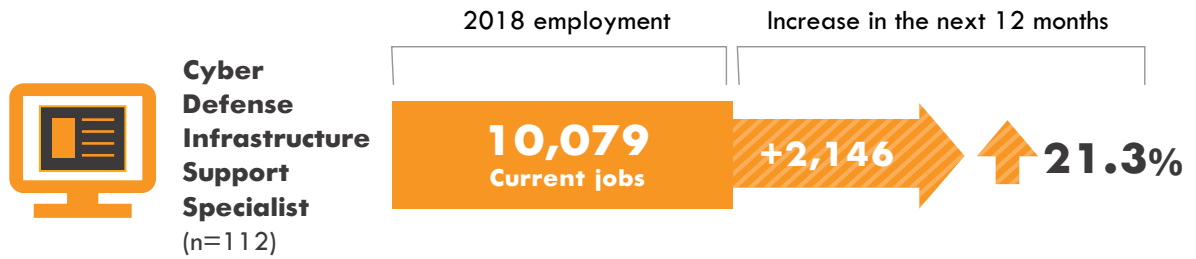 2018 employment
Increase in the next 12 months
Cyber
Defense
Infrastructure
Support
Specialist
(n=112)
10,079
Current jobs
+2,146
21.3%